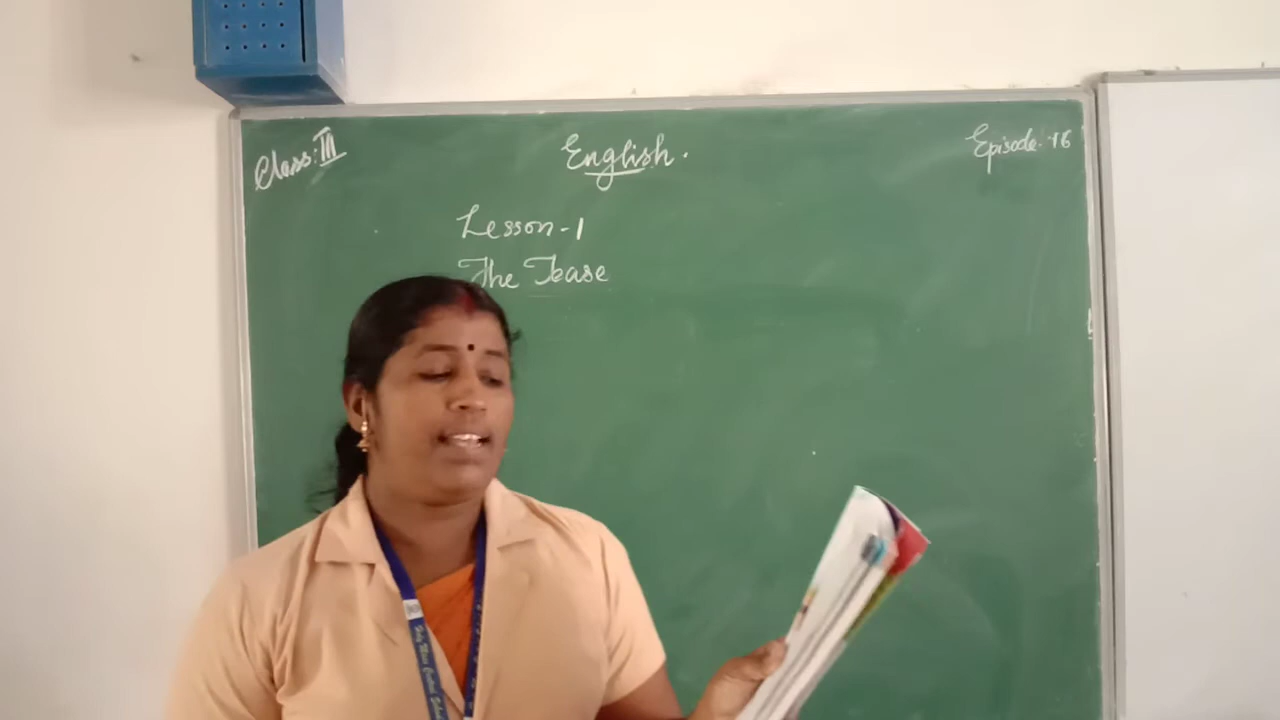 Class: III
English.
Episode-16
Lesson-1
The Tease